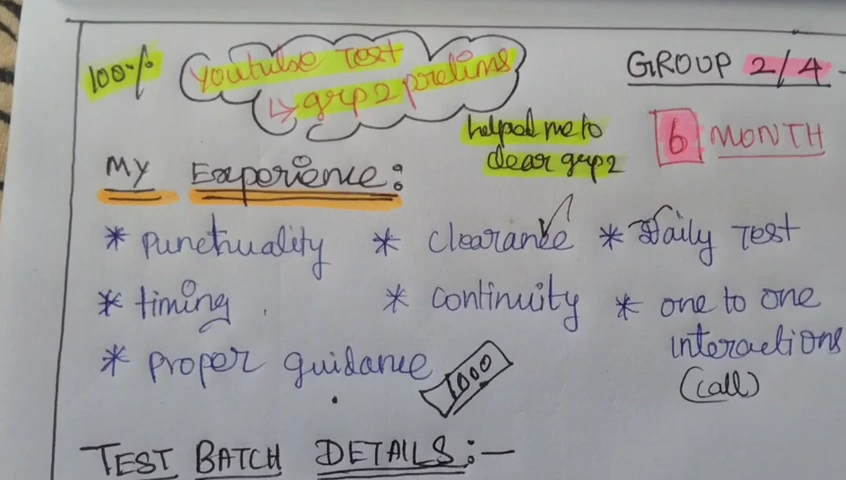 100% Youtube Test GROUP 2/4 -
↳ grp 2 prelims
helped me to 6 MONTH
clear grp 2
My Experience:
* Punctuality * clearance * Daily Test
* timing * continuity * one to one
interactions
* proper guidance 1000 (call)
TEST BATCH DETAILS:-